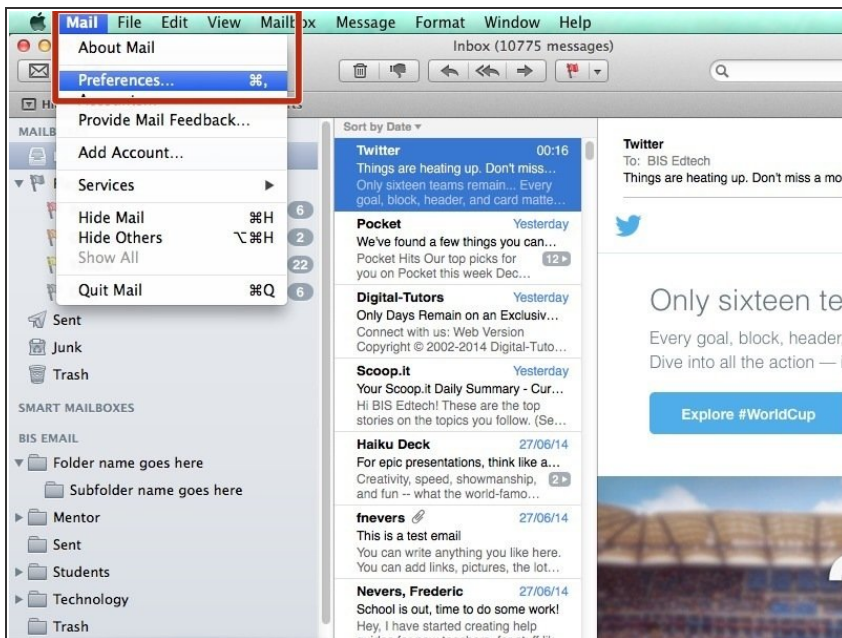 Mail File Edit View Mailbox Message Format Window Help
Inbox (10775 messages)
About Mail
Preferences... ⌘,
Provide Mail Feedback...
Add Account...
Services
Hide Mail ⌘H
Hide Others ⌥⌘H
Show All
Quit Mail ⌘Q
6
2
22
6
Sent
Junk
Trash
SMART MAILBOXES
BIS EMAIL
Folder name goes here
Subfolder name goes here
Mentor
Sent
Students
Technology
Trash
Sort by Date
Twitter 00:16
Things are heating up. Don't miss...
Only sixteen teams remain... Every
goal, block, header, and card matte...
Pocket Yesterday
We've found a few things you can...
Pocket Hits Our top picks for 12
you on Pocket this week Dec...
Digital-Tutors Yesterday
Only Days Remain on an Exclusiv...
Connect with us: Web Version
Copyright © 2002-2014 Digital-Tuto...
Scoop.it Yesterday
Your Scoop.it Daily Summary - Cur...
Hi BIS Edtech! These are the top
stories on the topics you follow. (Se...
Haiku Deck 27/06/14
For epic presentations, think like a...
Creativity, speed, showmanship, 2
and fun -- what the world-famo...
fnevers 27/06/14
This is a test email
You can write anything you like here.
You can add links, pictures, the lot...
Nevers, Frederic 27/06/14
School is out, time to do some work!
Hey, I have started creating help
Twitter
To: BIS Edtech
Things are heating up. Don't miss a mo
Only sixteen te
Every goal, block, header,
Dive into all the action —
Explore #WorldCup